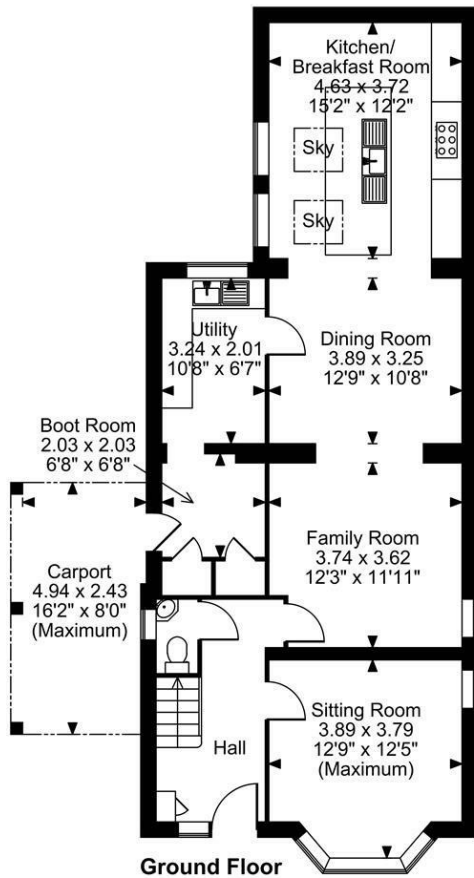 Kitchen/
Breakfast Room
4.63 x 3.72
15'2" x 12'2"
Sky
Sky
Utility
3.24 x 2.01
10'8" x 6'7"
Dining Room
3.89 x 3.25
12'9" x 10'8"
Boot Room
2.03 x 2.03
6'8" x 6'8"
Carport
4.94 x 2.43
16'2" x 8'0"
(Maximum)
Family Room
3.74 x 3.62
12'3" x 11'11"
Hall
Sitting Room
3.89 x 3.79
12'9" x 12'5"
(Maximum)
Ground Floor